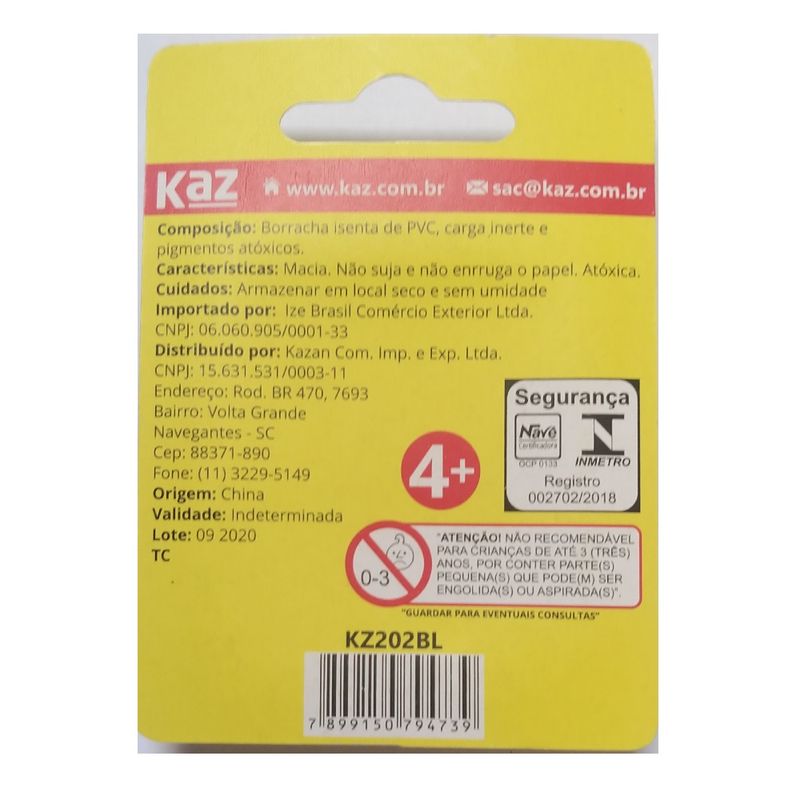 Kaz www.kaz.com.br sac@kaz.com.br
Composição: Borracha isenta de PVC, carga inerte e
pigmentos atóxicos.
Características: Macia. Não suja e não enrruga o papel. Atóxica.
Cuidados: Armazenar em local seco e sem umidade
Importado por: Ize Brasil Comércio Exterior Ltda.
CNPJ: 06.060.905/0001-33
Distribuído por: Kazan Com. Imp. e Exp. Ltda.
CNPJ: 15.631.531/0003-11
Endereço: Rod. BR 470, 7693
Bairro: Volta Grande
Navegantes - SC
Cep: 88371-890
Fone: (11) 3229-5149
Origem: China
Validade: Indeterminada
Lote: 09 2020
TC
4+
Segurança
Navê
Certificadora
OCP 0133
INMETRO
Registro
002702/2018
0-3
"ATENÇÃO! NÃO RECOMENDÁVEL
PARA CRIANÇAS DE ATÉ 3 (TRÊS)
ANOS, POR CONTER PARTE(S)
PEQUENA(S) QUE PODE(M) SER
ENGOLIDA(S) OU ASPIRADA(S)".
"GUARDAR PARA EVENTUAIS CONSULTAS"
KZ202BL
7 899150 794739